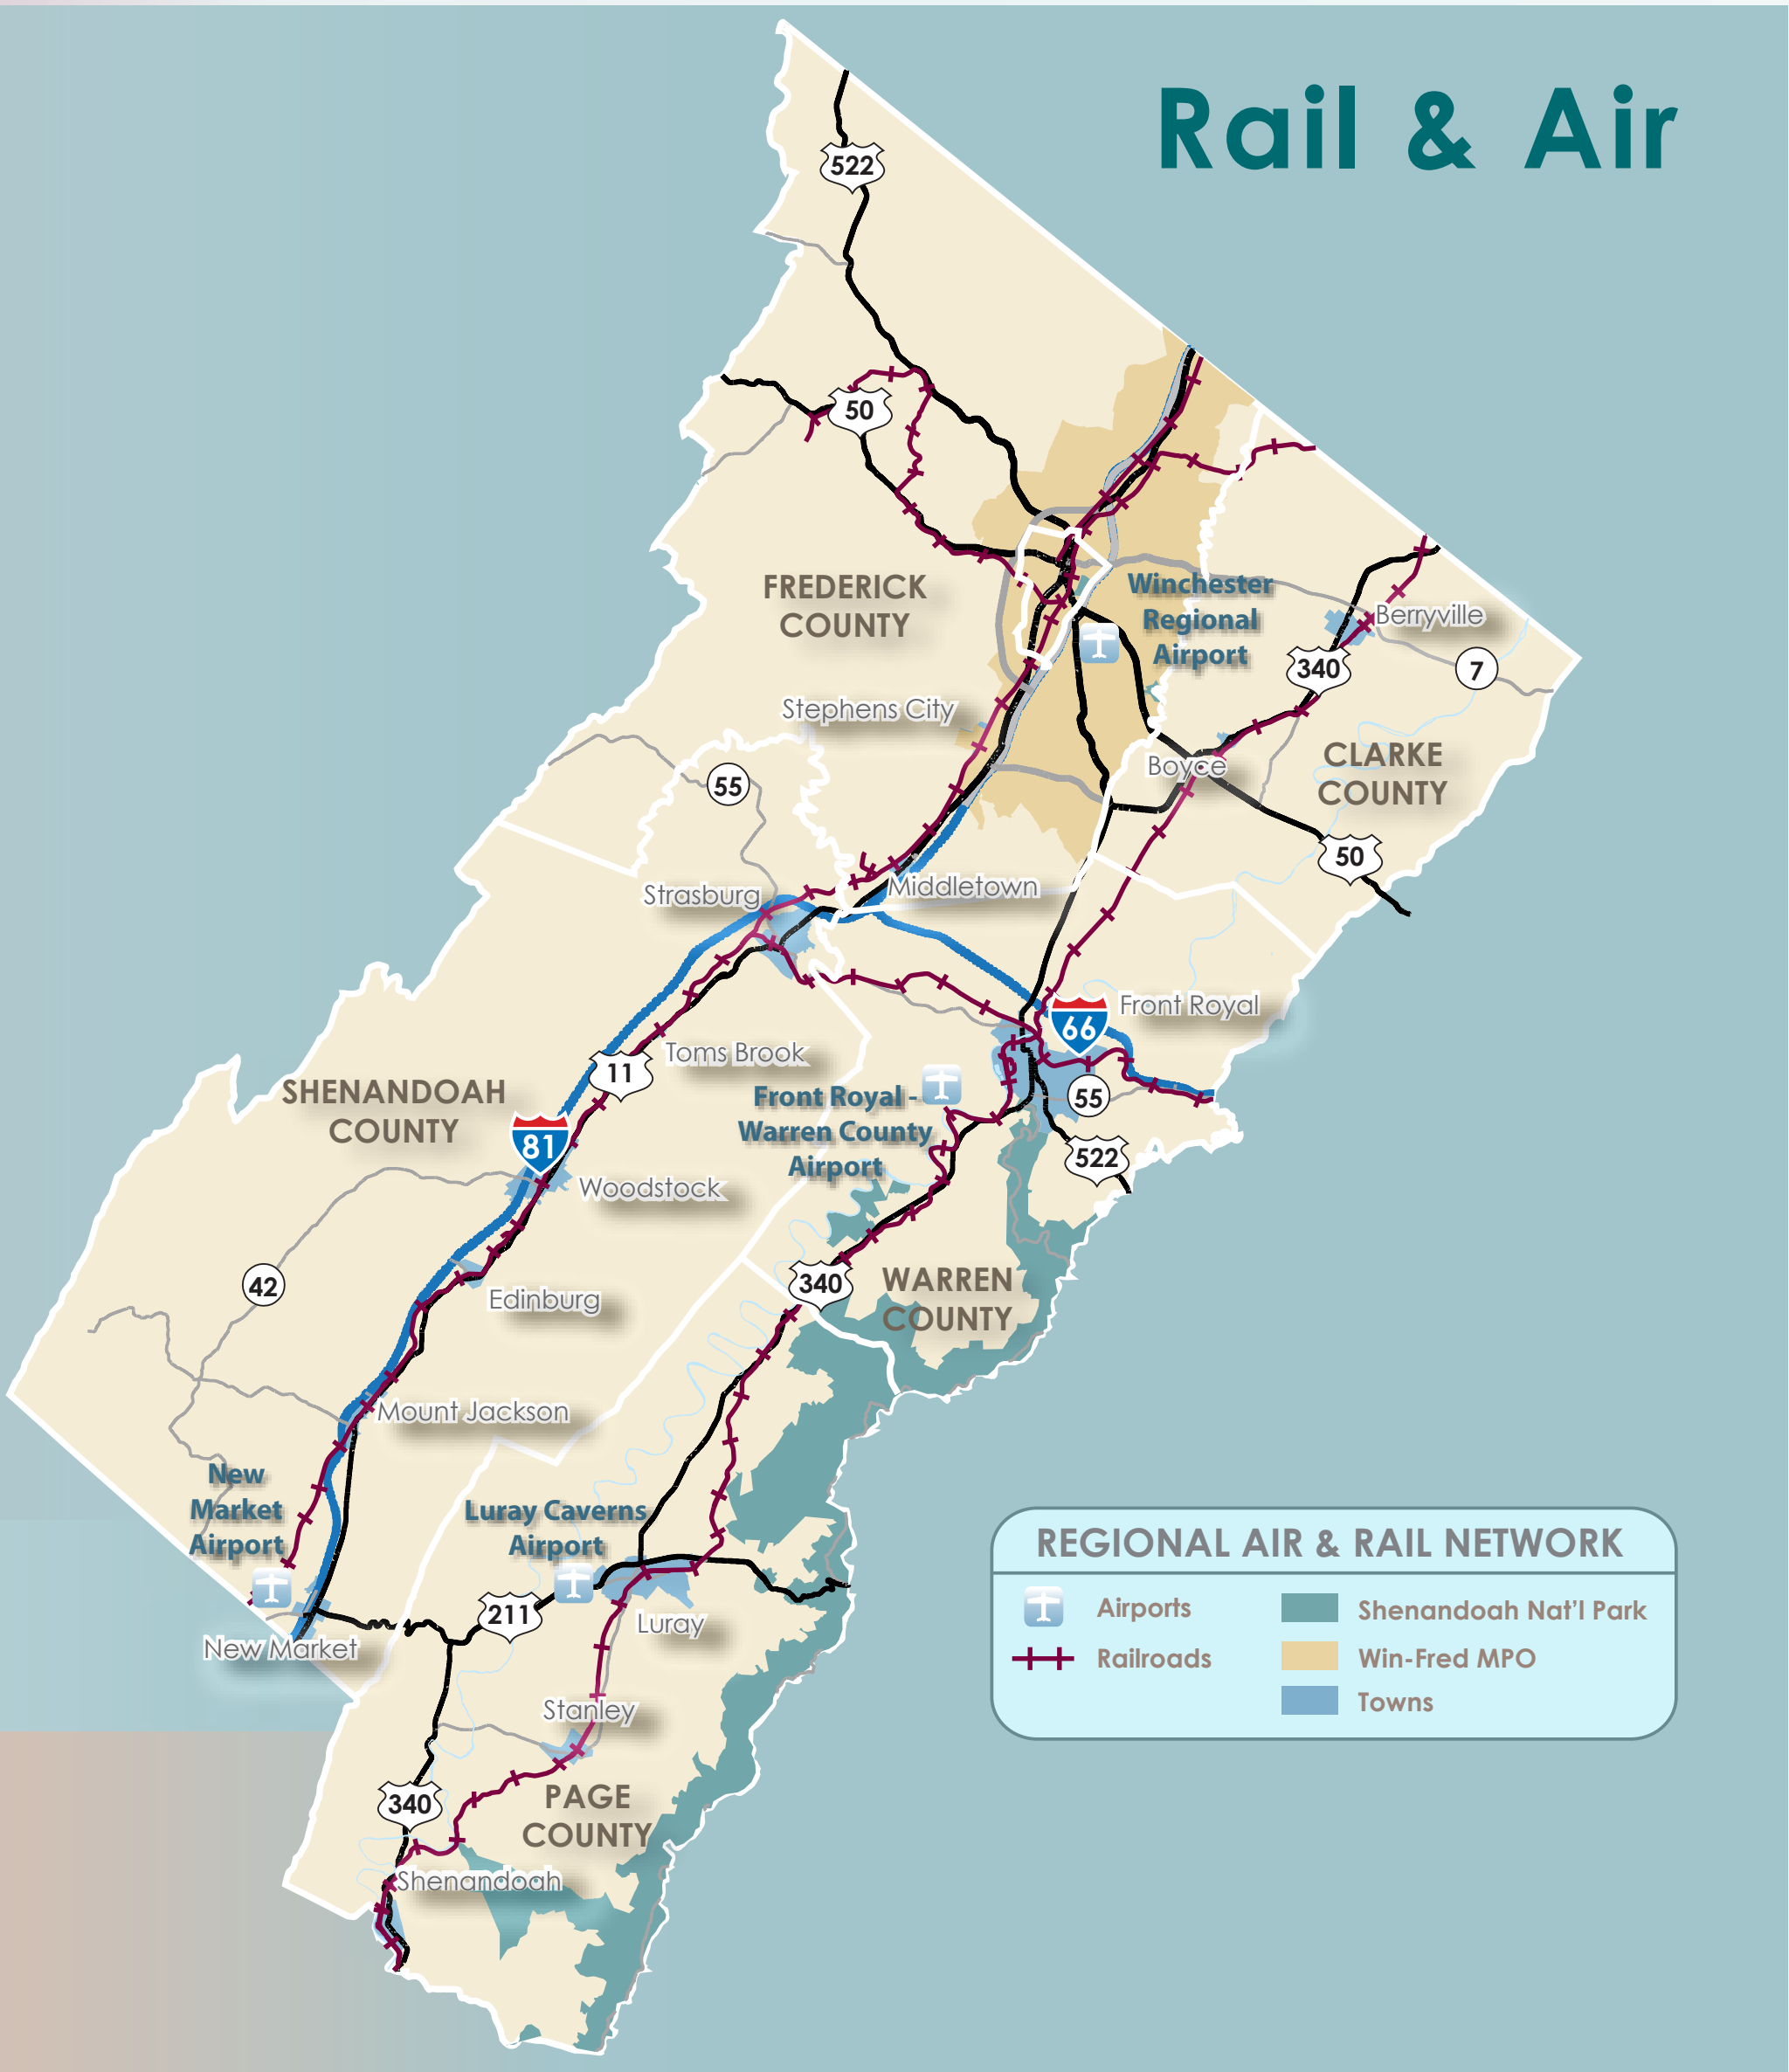 Rail & Air
522
50
FREDERICK
COUNTY
Winchester
Regional
Airport
Berryville
340
7
Stephens City
55
Boyce
CLARKE
COUNTY
50
Strasburg
Middletown
Front Royal
66
Toms Brook
11
SHENANDOAH
COUNTY
Front Royal -
Warren County
Airport
55
81
522
Woodstock
42
340
WARREN
COUNTY
Edinburg
Mount Jackson
New
Market
Airport
Luray Caverns
Airport
211
Luray
New Market
Stanley
340
PAGE
COUNTY
Shenandoah
REGIONAL AIR & RAIL NETWORK
Airports
Railroads
Shenandoah Nat'l Park
Win-Fred MPO
Towns